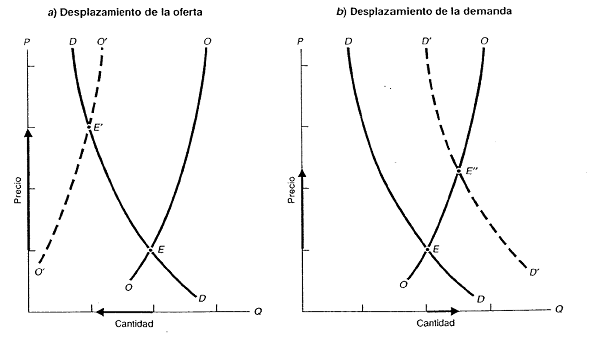 a) Desplazamiento de la oferta
P D O' O
E'
Precio
E
O'
O D
Q
Cantidad
b) Desplazamiento de la demanda
P D D' O
E''
Precio
E
D'
O D
Q
Cantidad